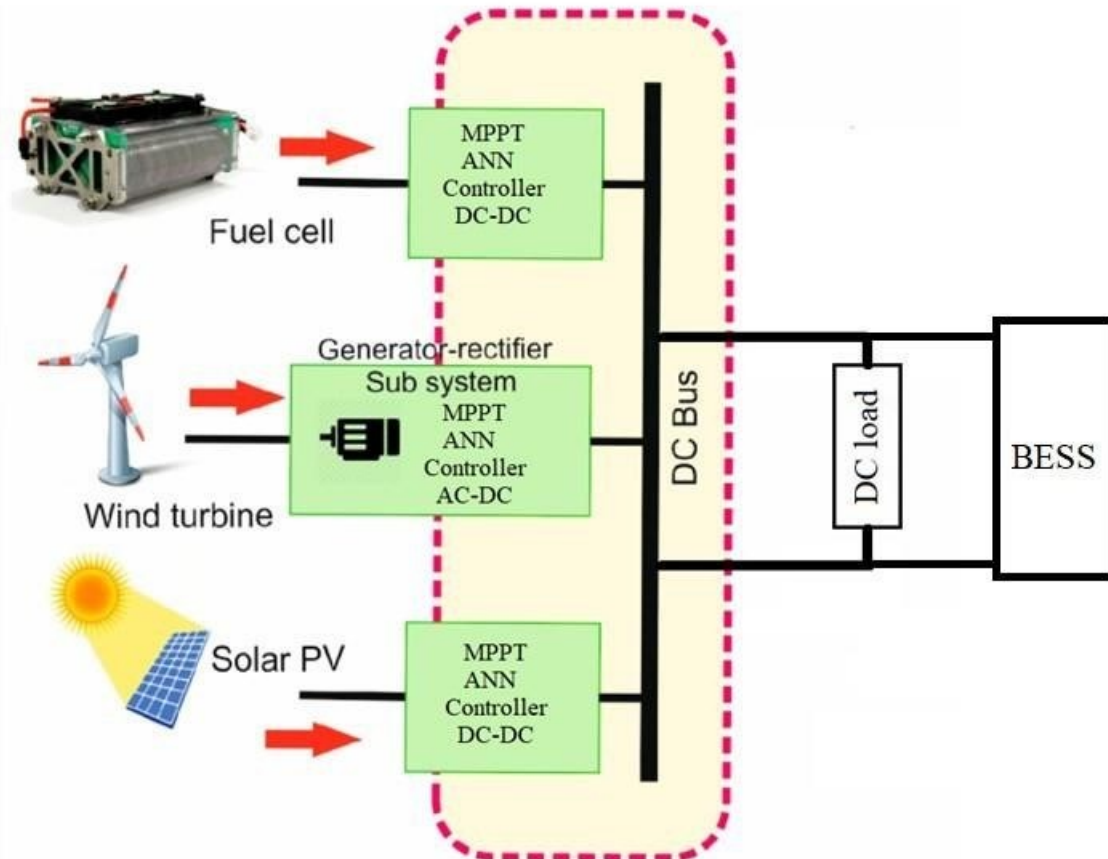 MPPT
ANN
Controller
DC-DC
Fuel cell
Generator-rectifier
Sub system
MPPT
ANN
Controller
AC-DC
Wind turbine
DC Bus
DC load
BESS
Solar PV
MPPT
ANN
Controller
DC-DC